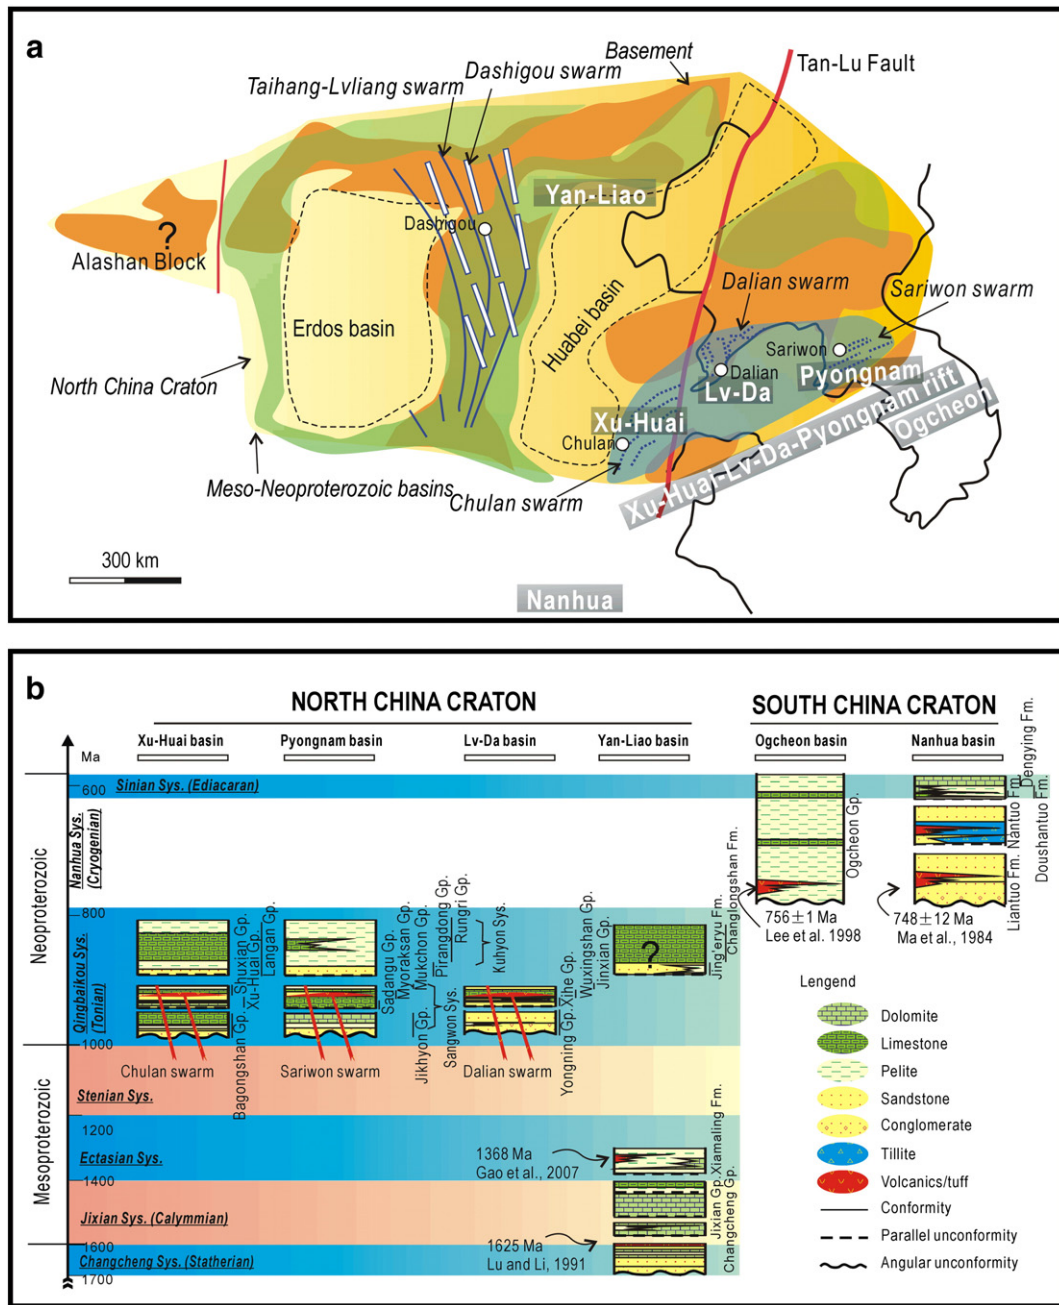 a
Basement
Tan-Lu Fault
Dashigou swarm
Taihang-Lvliang swarm
Yan-Liao
Dashigou
?
Alashan Block
Dalian swarm
Sariwon swarm
Erdos basin
Huabei basin
Sariwon
Dalian
Pyongnam
Lv-Da
North China Craton
Xu-Huai
Chulan
Ogcheon
Xu-Huai-Lv-Da-Pyongnam rift
Meso-Neoproterozoic basins
Chulan swarm
300 km
Nanhua
b
NORTH CHINA CRATON
SOUTH CHINA CRATON
Xu-Huai basin
Pyongnam basin
Lv-Da basin
Yan-Liao basin
Ogcheon basin
Nanhua basin
Ma
Sinian Sys. (Ediacaran)
600
Dengying Fm.
Doushantuo Fm.
Nantuo Fm.
Liantuo Fm.
Ogcheon Gp.
Neoproterozoic
Nanhua Sys.
(Cryogenian)
800
756±1 Ma
Lee et al. 1998
748±12 Ma
Ma et al., 1984
Qingbaikou Sys.
(Tonian)
Shuxian Gp.
Xu-Huai Gp.
Langan Gp.
Bagongshan Gp.
Sadangu Gp.
Myoraksan Gp.
Mukchon Gp.
Pirangdong Gp.
Rungri Gp.
Kuhyon Sys.
Jikhyon Gp.
Sangwon Sys.
Wuxingshan Gp.
Jinxian Gp.
Xihe Gp.
Yongning Gp.
?
Jing'eryu Fm.
Changlongshan Fm.
1000
Chulan swarm
Sariwon swarm
Dalian swarm
Mesoproterozoic
Stenian Sys.
1200
Ectasian Sys.
1368 Ma
Gao et al., 2007
Xiamaling Fm.
1400
Jixian Sys. (Calymmian)
Jixian Gp.
Changcheng Gp.
1600
1625 Ma
Lu and Li, 1991
Changcheng Sys. (Statherian)
1700
Legend
Dolomite
Limestone
Pelite
Sandstone
Conglomerate
Tillite
Volcanics/tuff
Conformity
Parallel unconformity
Angular unconformity